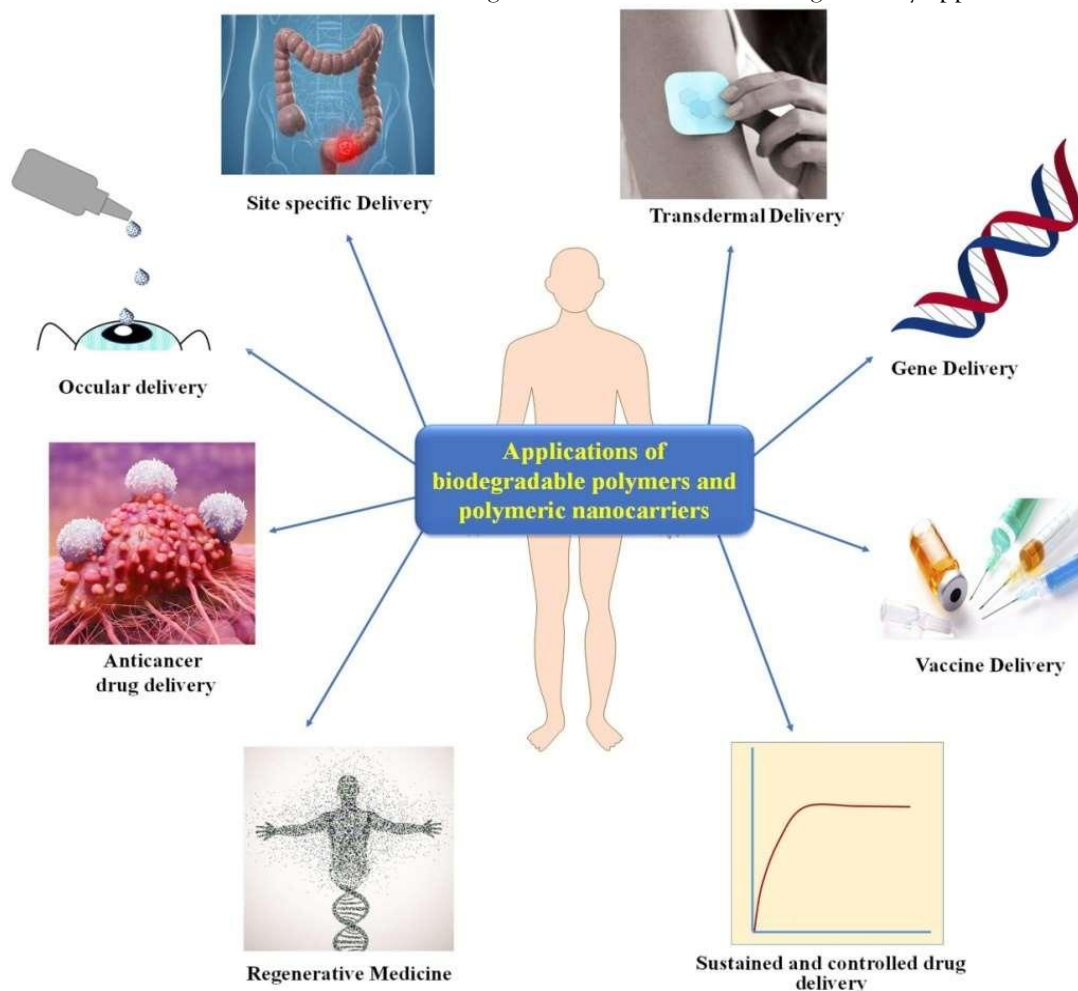 Site specific Delivery
Transdermal Delivery
Occular delivery
Gene Delivery
Applications of
biodegradable polymers and
polymeric nanocarriers
Anticancer
drug delivery
Vaccine Delivery
Regenerative Medicine
Sustained and controlled drug
delivery